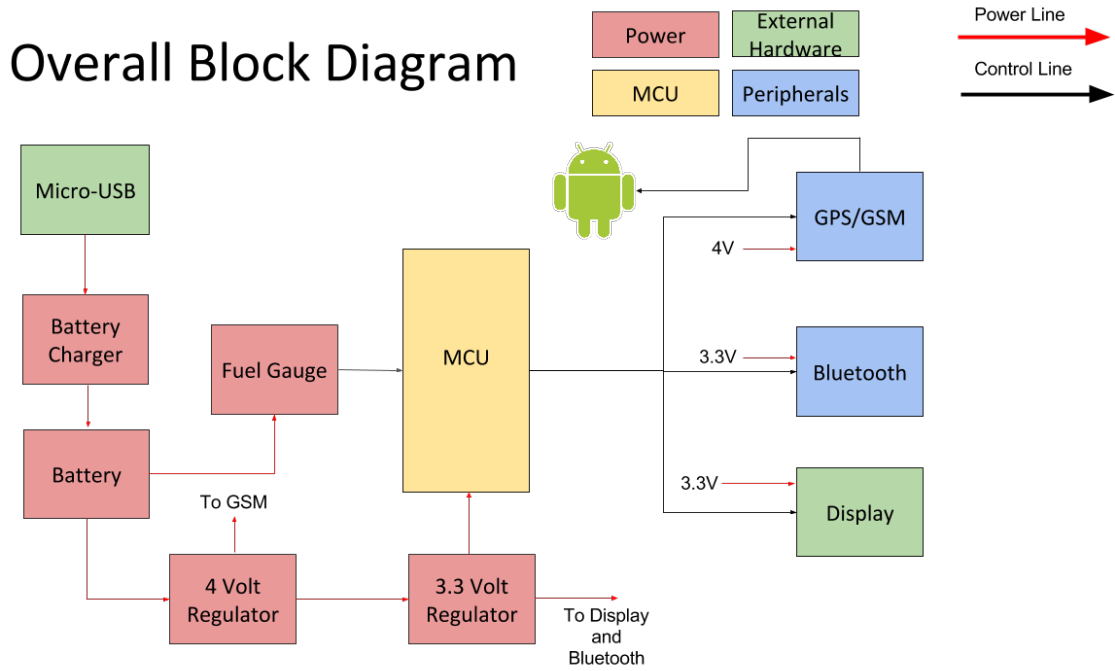 Overall Block Diagram
Power
External
Hardware
MCU
Peripherals
Power Line
Control Line
Micro-USB
GPS/GSM
4V
Battery
Charger
Fuel Gauge
MCU
3.3V
Bluetooth
Battery
To GSM
3.3V
Display
4 Volt
Regulator
3.3 Volt
Regulator
To Display
and
Bluetooth